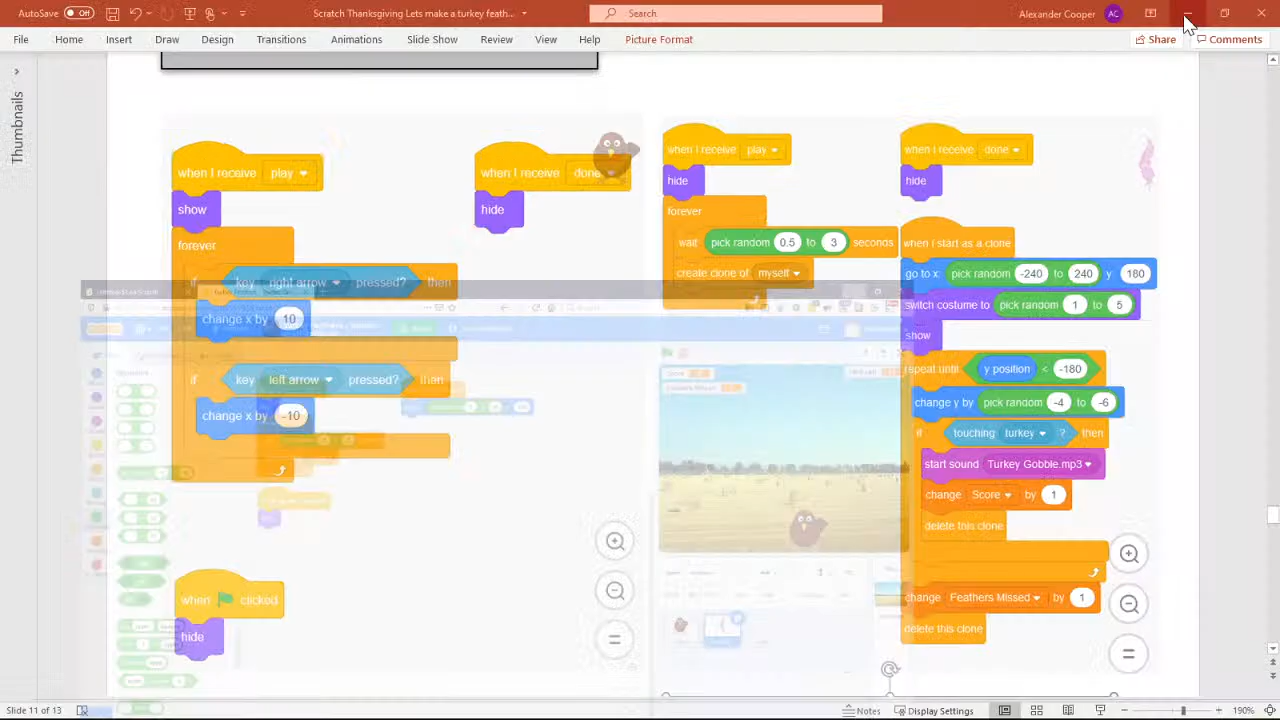 AutoSave Off
Scratch Thanksgiving Lets make a turkey feath...
Search
Alexander Cooper AC
File Home Insert Draw Design Transitions Animations Slide Show Review View Help Picture Format Share Comments
Thumbnails
when I receive play
show
forever
if key right arrow pressed? then
change x by 10
if key left arrow pressed? then
change x by -10
when clicked
hide
when I receive done
hide
when I receive play
hide
forever
wait pick random 0.5 to 3 seconds
create clone of myself
when I receive done
hide
when I start as a clone
go to x: pick random -240 to 240 y 180
switch costume to pick random 1 to 5
show
repeat until y position < -180
change y by pick random -4 to -6
if touching turkey ? then
start sound Turkey Gobble.mp3
change Score by 1
delete this clone
change Feathers Missed by 1
delete this clone
Slide 11 of 13
Notes
Display Settings
190%